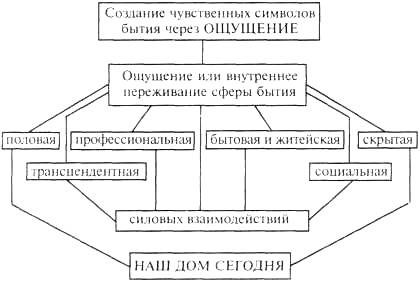 Создание чувственных символов
бытия через ОЩУЩЕНИЕ
Ощущение или внутреннее
переживание сферы бытия
половая
профессиональная
бытовая и житейская
скрытая
трансцендентная
социальная
силовых взаимодействий
НАШ ДОМ СЕГОДНЯ